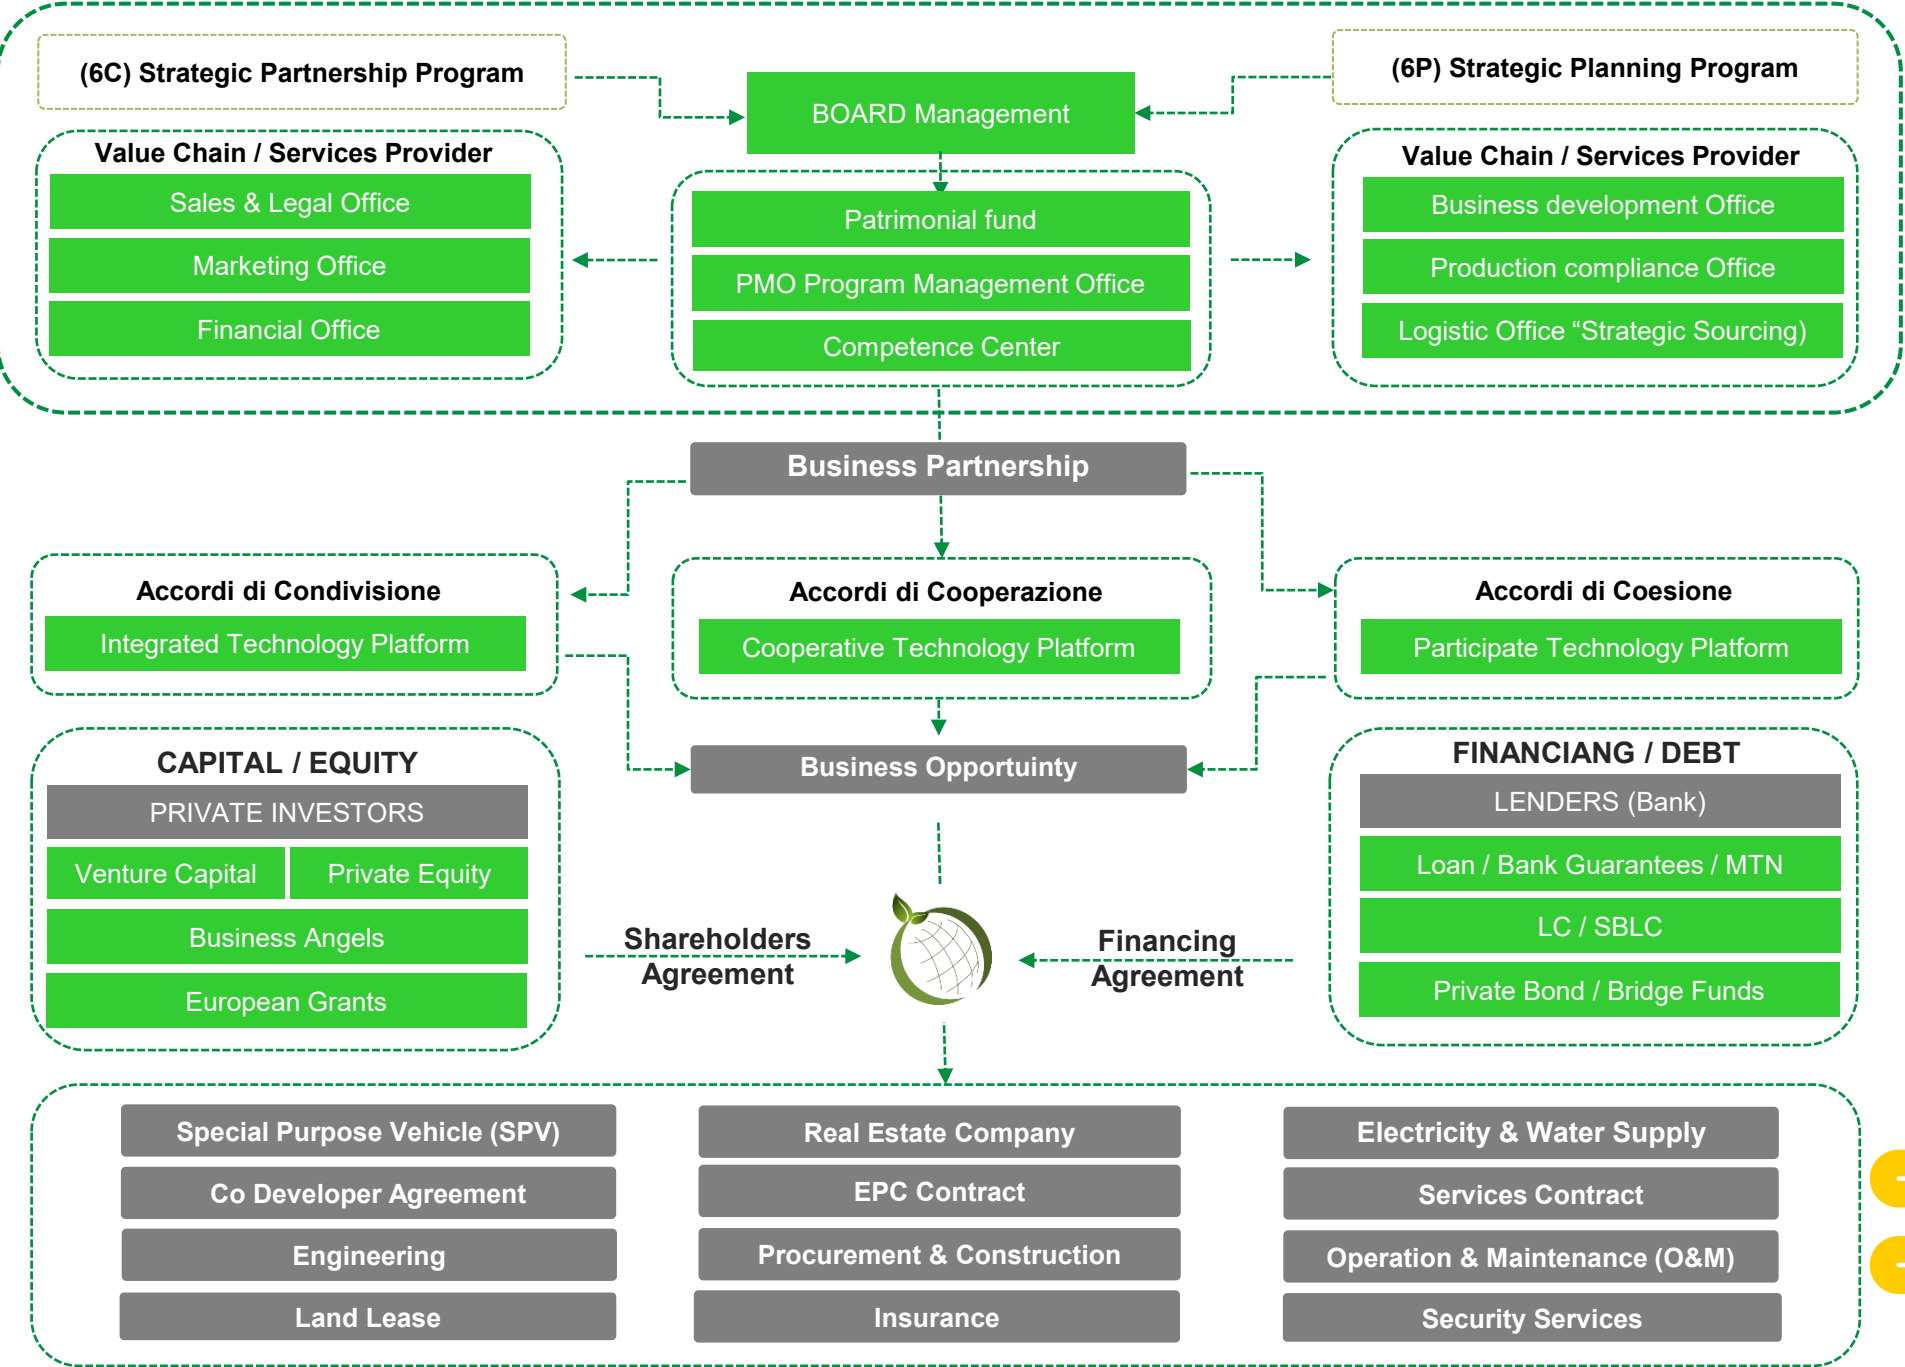 (6C) Strategic Partnership Program
BOARD Management
(6P) Strategic Planning Program
Value Chain / Services Provider
Sales & Legal Office
Marketing Office
Financial Office
Patrimonial fund
PMO Program Management Office
Competence Center
Value Chain / Services Provider
Business development Office
Production compliance Office
Logistic Office “Strategic Sourcing)
Business Partnership
Accordi di Condivisione
Integrated Technology Platform
Accordi di Cooperazione
Cooperative Technology Platform
Accordi di Coesione
Participate Technology Platform
Business Opportuinty
CAPITAL / EQUITY
PRIVATE INVESTORS
Venture Capital
Private Equity
Business Angels
European Grants
Shareholders
Agreement
Financing
Agreement
FINANCIANG / DEBT
LENDERS (Bank)
Loan / Bank Guarantees / MTN
LC / SBLC
Private Bond / Bridge Funds
Special Purpose Vehicle (SPV)
Co Developer Agreement
Engineering
Land Lease
Real Estate Company
EPC Contract
Procurement & Construction
Insurance
Electricity & Water Supply
Services Contract
Operation & Maintenance (O&M)
Security Services